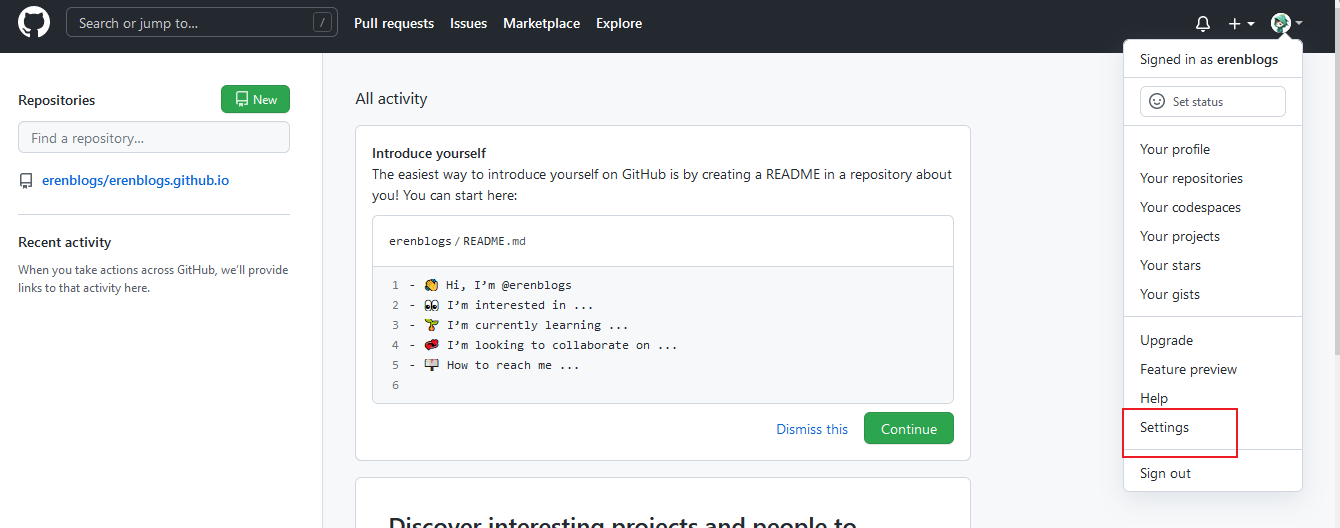 Search or jump to...
/
Pull requests
Issues
Marketplace
Explore
Signed in as erenblogs
Set status
Your profile
Your repositories
Your codespaces
Your projects
Your stars
Your gists
Upgrade
Feature preview
Help
Settings
Sign out
Repositories
New
Find a repository...
erenblogs/erenblogs.github.io
Recent activity
When you take actions across GitHub, we'll provide
links to that activity here.
All activity
Introduce yourself
The easiest way to introduce yourself on GitHub is by creating a README in a repository about
you! You can start here:
erenblogs/README.md
1 - 👋 Hi, I'm @erenblogs
2 - 👀 I'm interested in ...
3 - 🌱 I'm currently learning ...
4 - 💞️ I'm looking to collaborate on ...
5 - 📫 How to reach me ...
6
Dismiss this
Continue
Discover interesting projects and people to